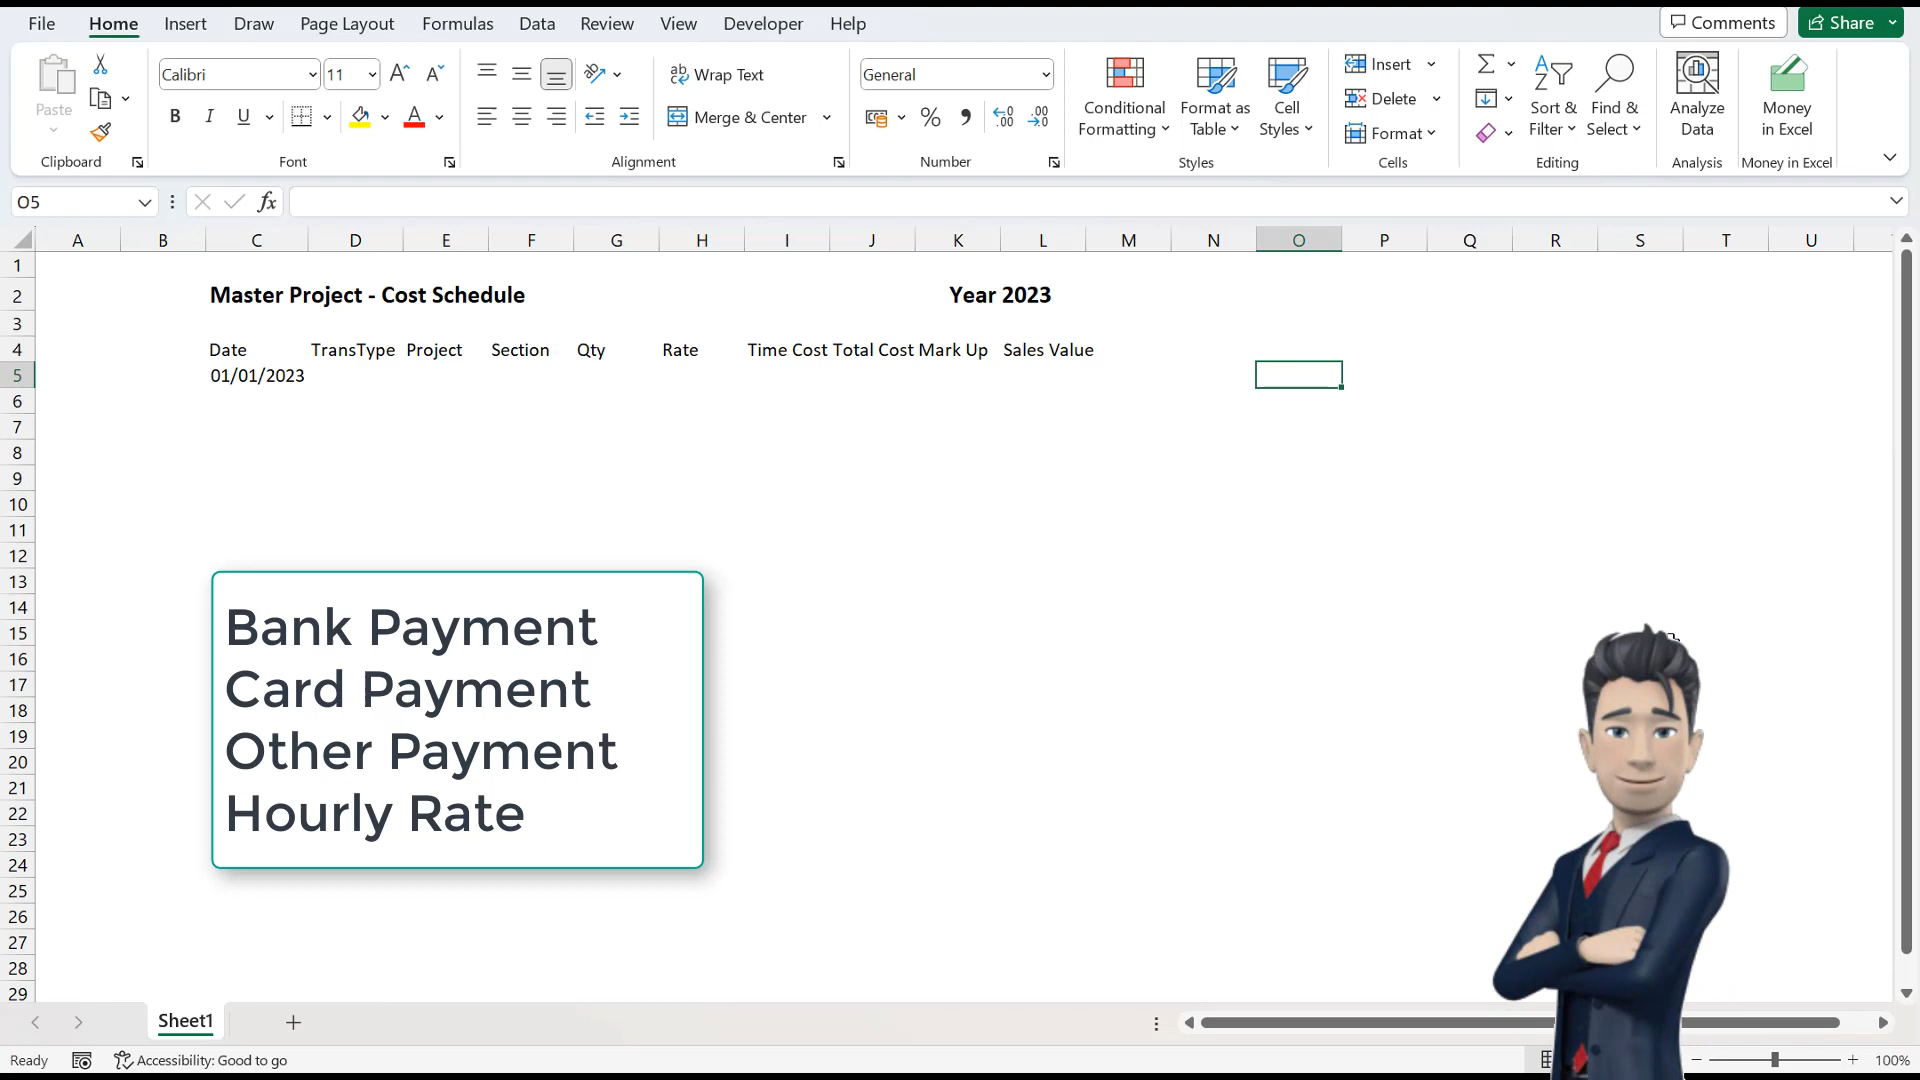 File Home Insert Draw Page Layout Formulas Data Review View Developer Help Comments Share
Calibri 11 A A ab Wrap Text General Insert Σ
Paste Conditional Formatting Format as Table Cell Styles Delete Sort & Filter Find & Select Analyze Data Money in Excel
B I U A Merge & Center % , Format
Clipboard Font Alignment Number Styles Cells Editing Analysis Money in Excel
O5 fx
A B C D E F G H I J K L M N O P Q R S T U
1
2 Master Project - Cost Schedule Year 2023
3
4 Date TransType Project Section Qty Rate Time Cost Total Cost Mark Up Sales Value
5 01/01/2023
6
7
8
9
10
11
12
13
14 Bank Payment
15
16 Card Payment
17
18
19 Other Payment
20
21
22 Hourly Rate
23
24
25
26
27
28
29
Sheet1
Ready Accessibility: Good to go 100%